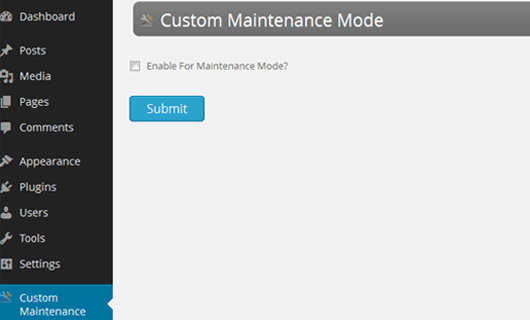 Dashboard
Posts
Media
Pages
Comments
Appearance
Plugins
Users
Tools
Settings
Custom
Maintenance
Custom Maintenance Mode
Enable For Maintenance Mode?
Submit